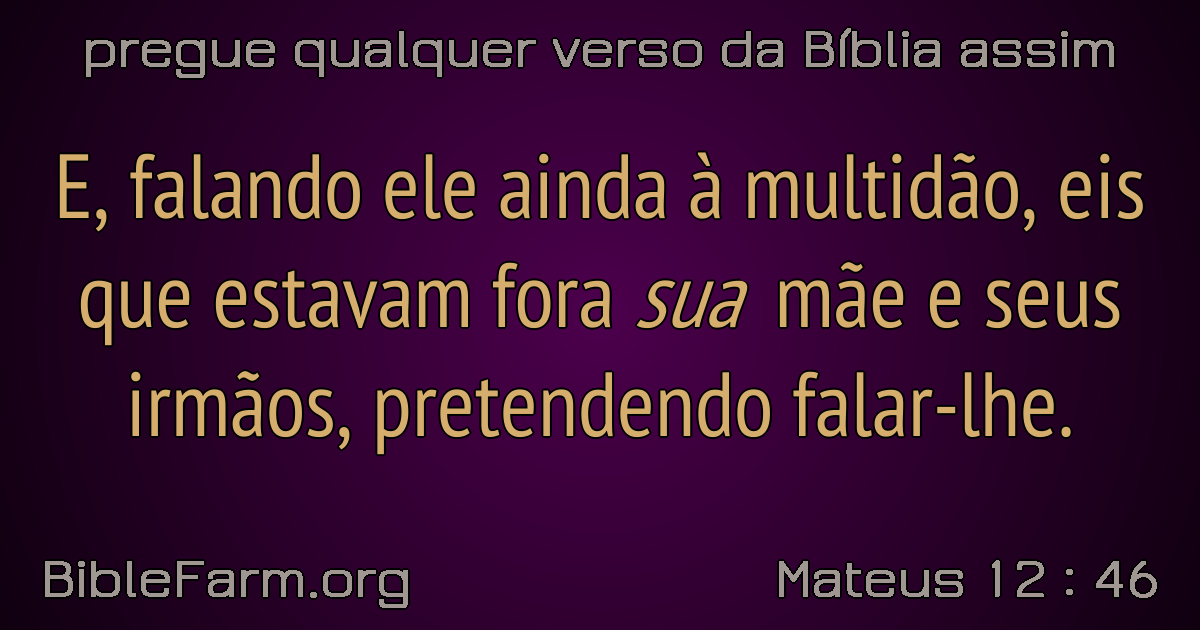 pregue qualquer verso da Bíblia assim
E, falando ele ainda à multidão, eis
que estavam fora sua mãe e seus
irmãos, pretendendo falar-lhe.
BibleFarm.org
Mateus 12 : 46